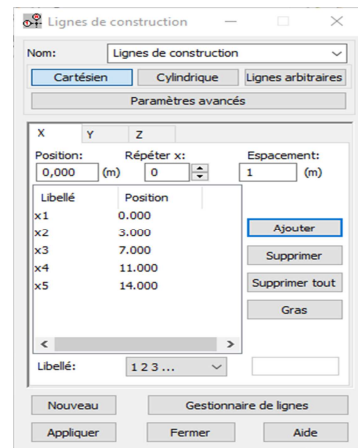 Lignes de construction
Nom: Lignes de construction
Cartésien Cylindrique Lignes arbitraires
Paramètres avancés
X Y Z
Position: Répéter x: Espacement:
0,000 (m) 0 1 (m)
Libellé Position
x1 0.000
x2 3.000
x3 7.000
x4 11.000
x5 14.000
Ajouter
Supprimer
Supprimer tout
Gras
Libellé: 1 2 3 ...
Nouveau Gestionnaire de lignes
Appliquer Fermer Aide